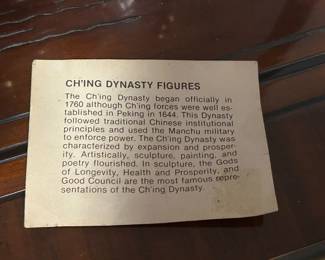 CH'ING DYNASTY FIGURES
The Ch'ing Dynasty began officially in
1760 although Ch'ing forces were well es-
tablished in Peking in 1644. This Dynasty
followed traditional Chinese institutional
principles and used the Manchu military
to enforce power. The Ch'ing Dynasty was
characterized by expansion and prosper-
ify. Artistically, sculpture, painting, and
poetry flourished. In sculpture, the Gods
of Longevity, Health and Prosperity, and
Good Council are the most famous repre-
sentations of the Ch'ing Dynasty.